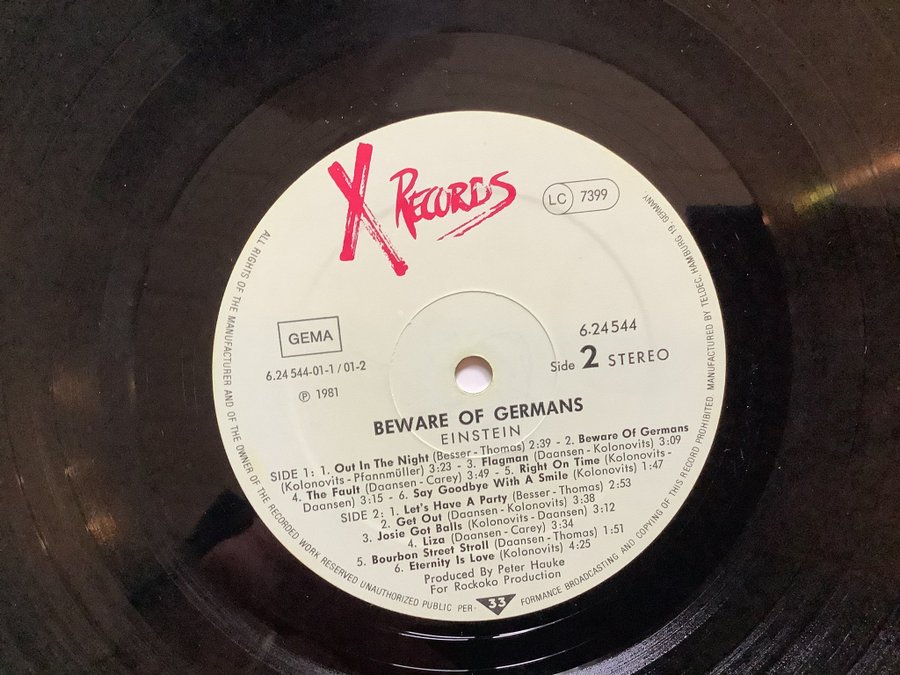 X RECORDS
LC 7399
GEMA
6.24 544-01-1 / 01-2
Ⓟ 1981
6.24544
Side 2 STEREO
BEWARE OF GERMANS
EINSTEIN
SIDE 1: 1. Out In The Night (Besser-Thomas) 2:39 - 2. Beware Of Germans
(Kolonovits - Pfannmüller) 3:23 - 3. Flagman (Daansen - Kolonovits) 3:09
4. The Fault (Daansen - Carey) 3:49 - 5. Right On Time (Kolonovits -
Daansen) 3:15 - 6. Say Goodbye With A Smile (Kolonovits) 1:47
SIDE 2: 1. Let's Have A Party (Besser - Thomas) 2:53
2. Get Out (Daansen - Kolonovits) 3:38
3. Josie Got Balls (Kolonovits - Daansen) 3:12
4. Liza (Daansen - Carey) 3:34
5. Bourbon Street Stroll (Daansen - Thomas) 1:51
6. Eternity Is Love (Kolonovits) 4:25
Produced By Peter Hauke
For Rockoko Production
ALL RIGHTS OF THE MANUFACTURER AND OF THE OWNER OF THE RECORDED WORK RESERVED UNAUTHORIZED PUBLIC PER- 33 FORMANCE BROADCASTING AND COPYING OF THIS RECORD PROHIBITED. MANUFACTURED BY TELDEC, HAMBURG 19, GERMANY.